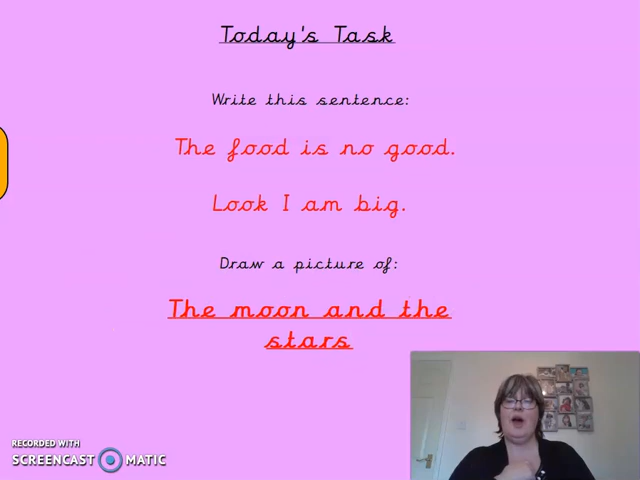 Today's Task
Write this sentence:
The food is no good.
Look I am big.
Draw a picture of:
The moon and the
stars
RECORDED WITH
SCREENCAST MATIC